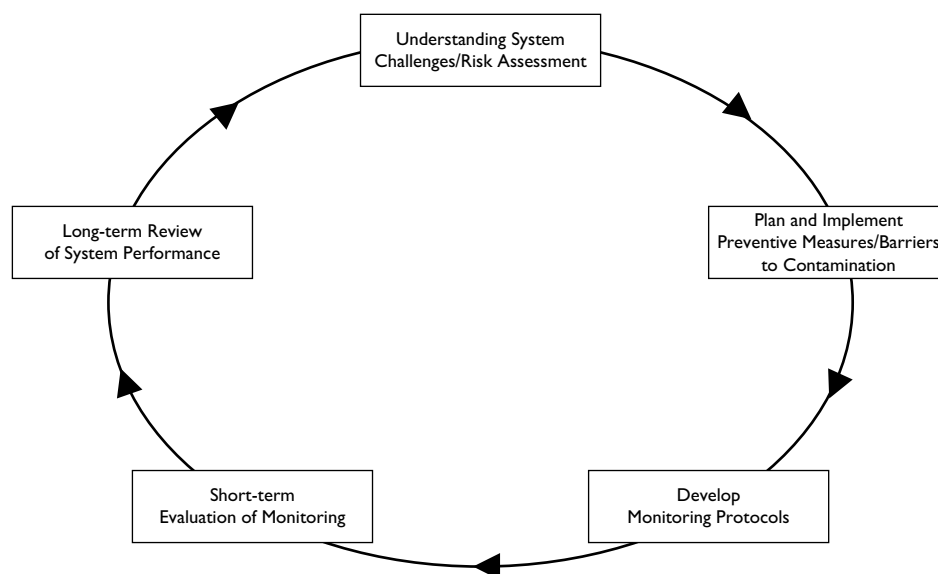 Understanding System
Challenges/Risk Assessment
Plan and Implement
Preventive Measures/Barriers
to Contamination
Develop
Monitoring Protocols
Short-term
Evaluation of Monitoring
Long-term Review
of System Performance